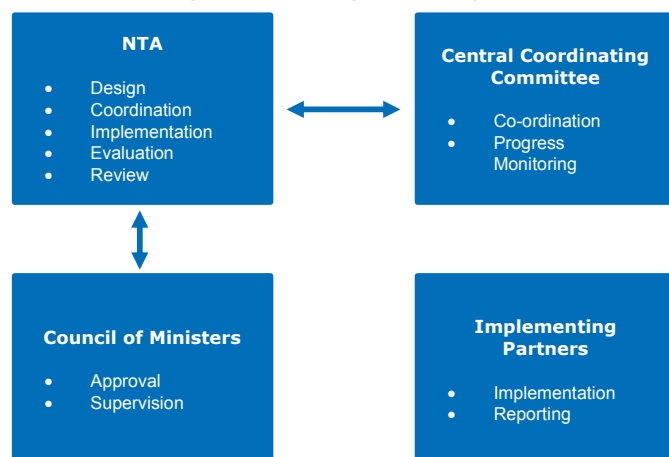 NTA
• Design
• Coordination
• Implementation
• Evaluation
• Review
Central Coordinating
Committee
• Co-ordination
• Progress
Monitoring
Council of Ministers
• Approval
• Supervision
Implementing
Partners
• Implementation
• Reporting